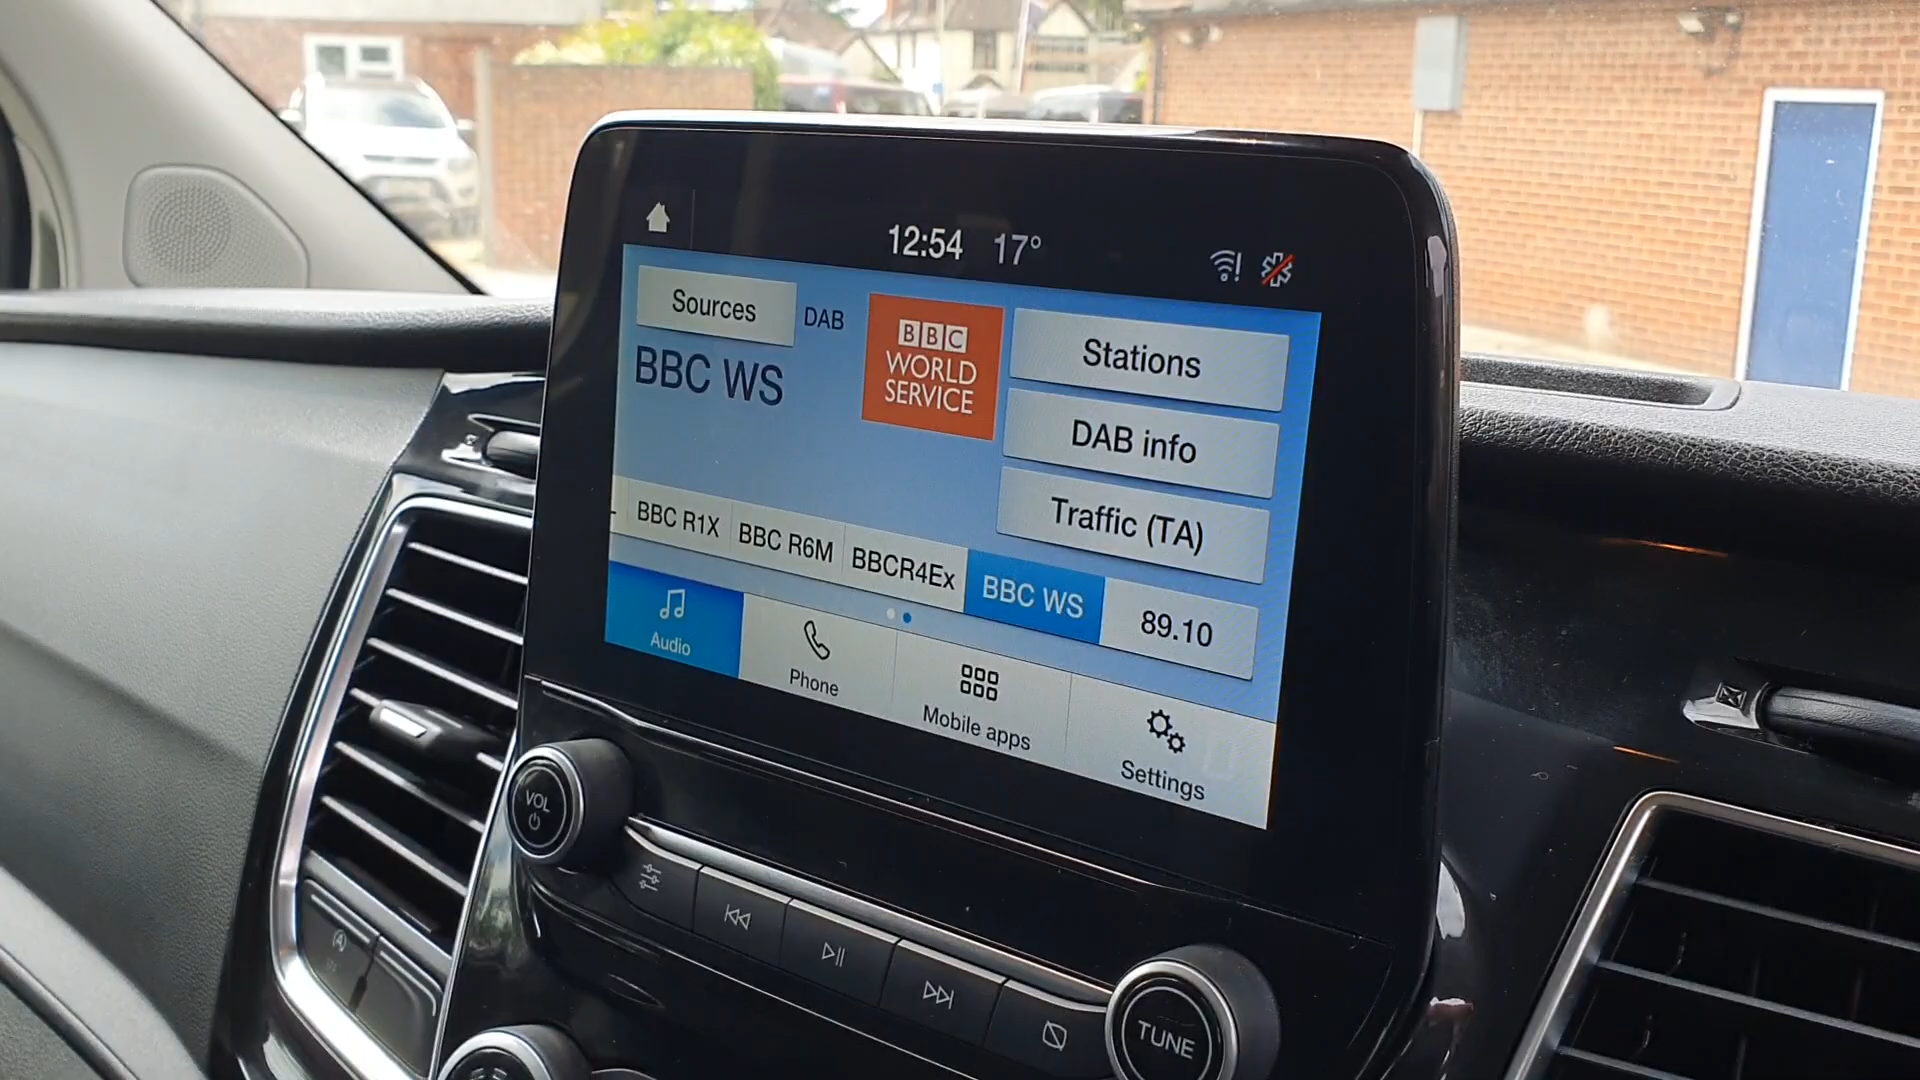 12:54 17°
Sources
DAB
BBC
WORLD
SERVICE
BBC WS
Stations
DAB info
Traffic (TA)
BBC R1X
BBC R6M
BBCR4Ex
BBC WS
89.10
Audio
Phone
Mobile apps
Settings
VOL
TUNE